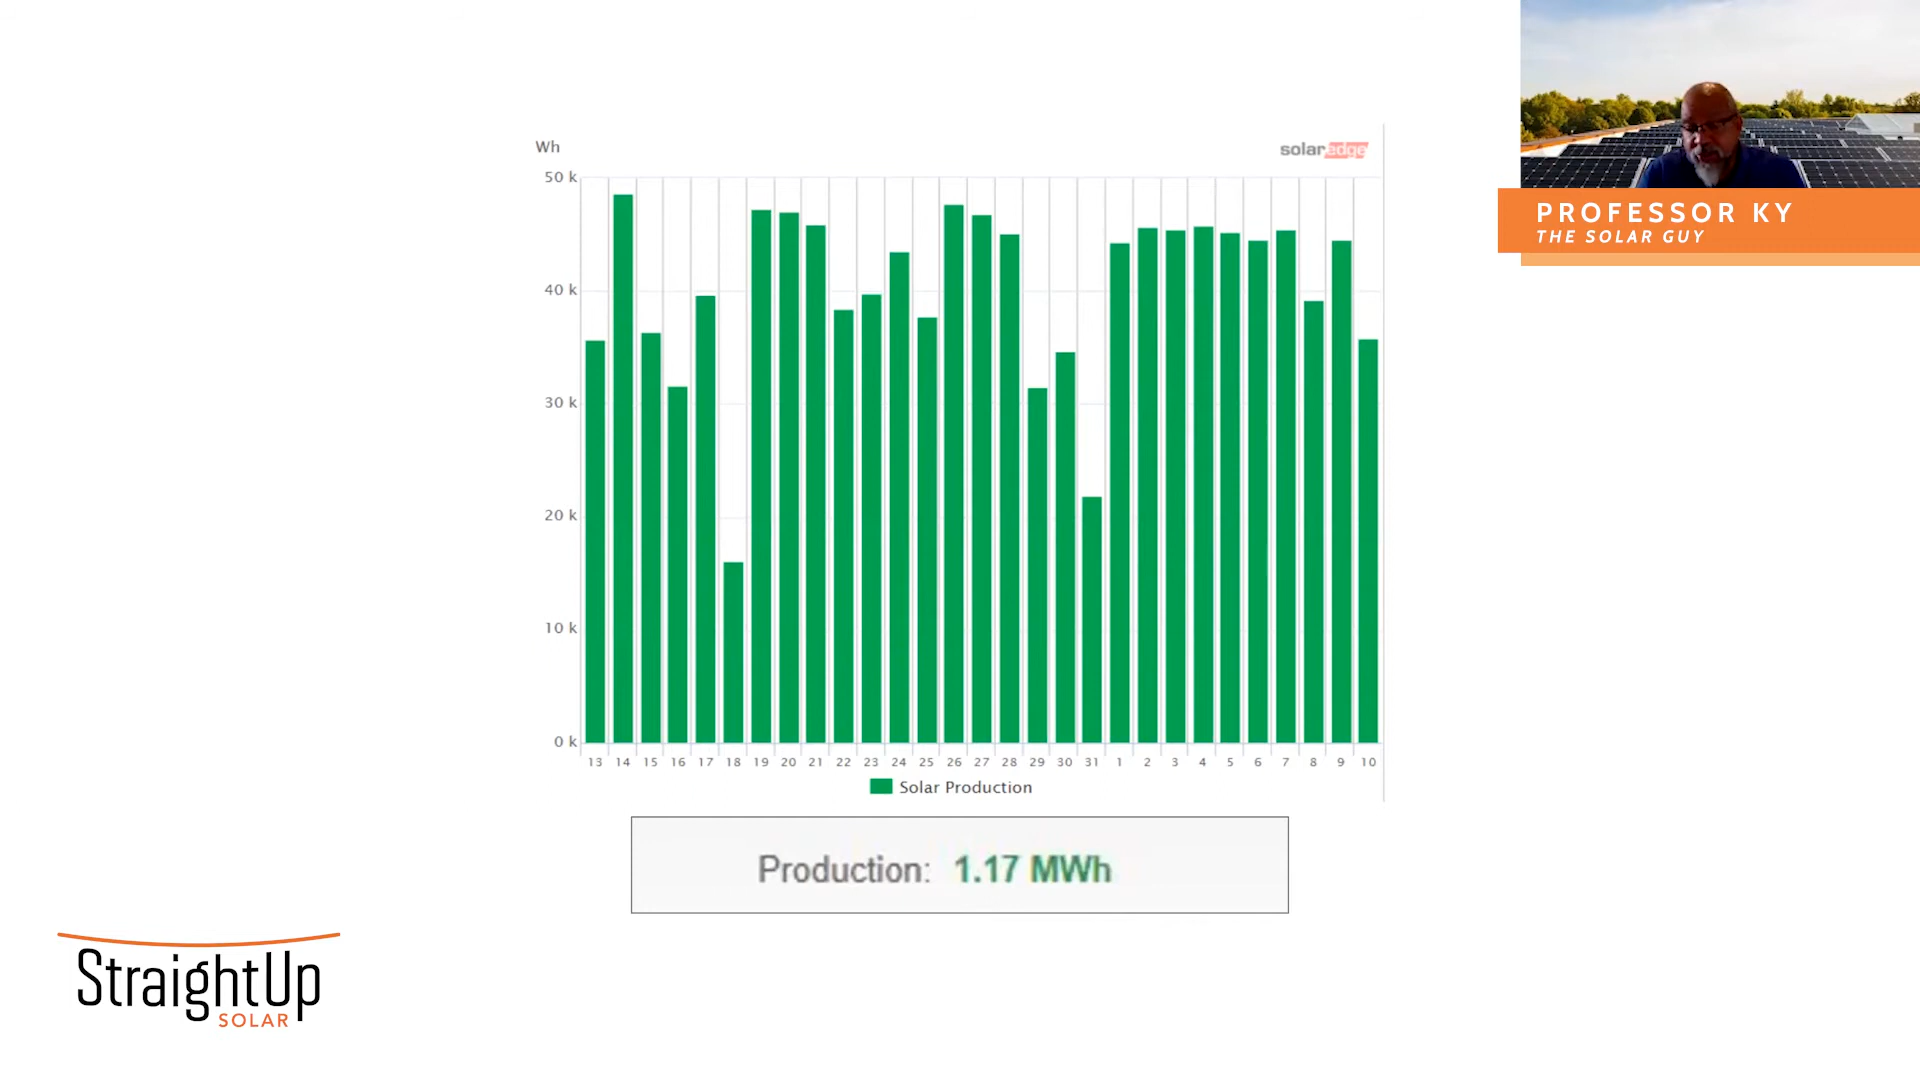 Wh
solaredge
50 k
40 k
30 k
20 k
10 k
0 k
13 14 15 16 17 18 19 20 21 22 23 24 25 26 27 28 29 30 31 1 2 3 4 5 6 7 8 9 10
Solar Production
Production: 1.17 MWh
PROFESSOR KY
THE SOLAR GUY
StraightUp
SOLAR